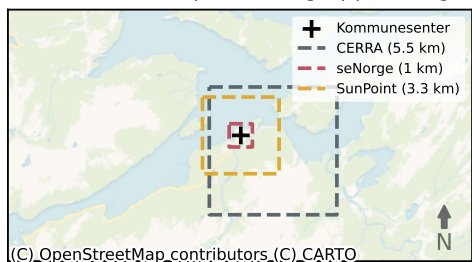 Kommunesenter
CERRA (5.5 km)
seNorge (1 km)
SunPoint (3.3 km)
N
(C) OpenStreetMap contributors (C) CARTO